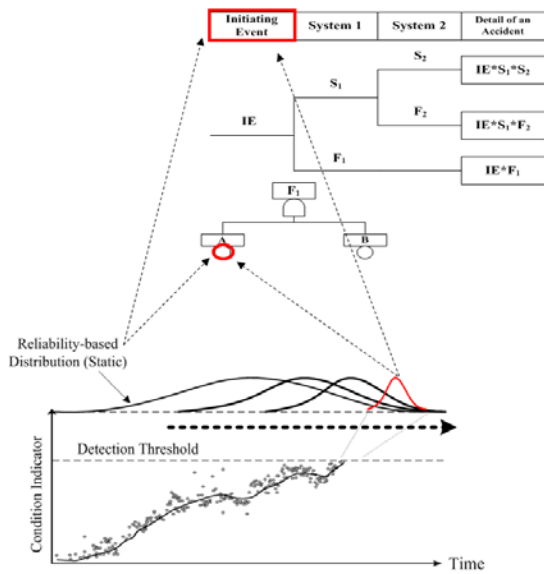 Initiating Event
System 1
System 2
Detail of an Accident
S₂
IE*S₁*S₂
S₁
F₂
IE*S₁*F₂
IE
F₁
IE*F₁
F₁
A
B
Reliability-based
Distribution (Static)
Detection Threshold
Condition Indicator
Time